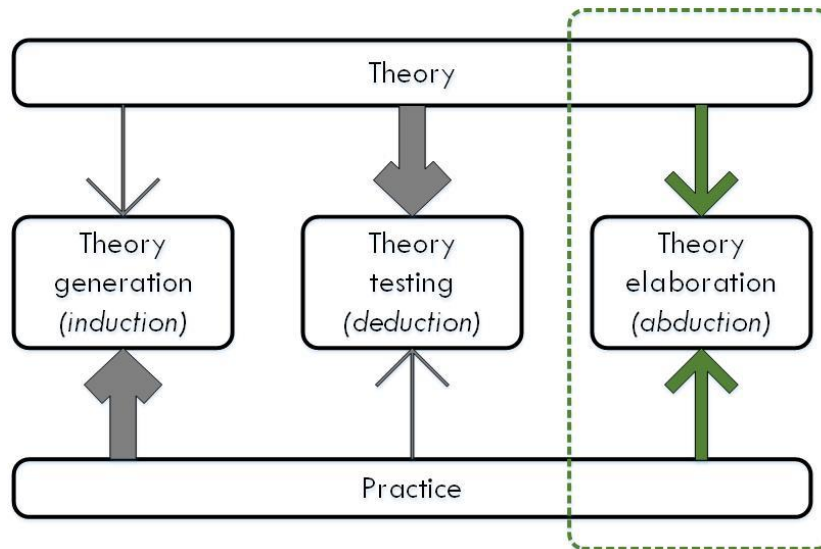 Theory
Theory
generation
(induction)
Theory
testing
(deduction)
Theory
elaboration
(abduction)
Practice